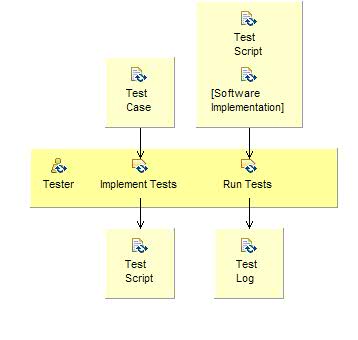 Test
Script
[Software
Implementation]
Test
Case
Tester
Implement Tests
Run Tests
Test
Script
Test
Log